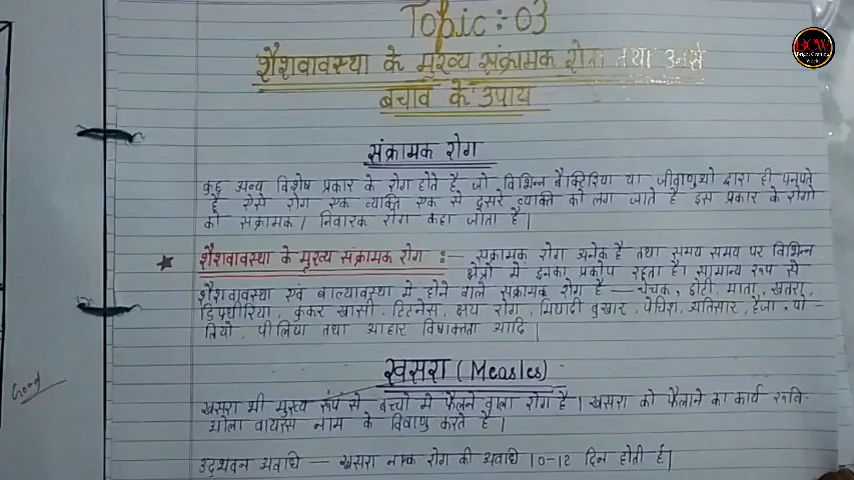 Topic :- 03
शैशवावस्था के मुख्य संक्रामक रोग तथा उनसे
बचाव के उपाय
संक्रामक रोग
कुछ अन्य विशेष प्रकार के रोग होते है, जो विभिन्न बैक्टिरिया या जीवाणुओ द्वारा ही पनपते
है ऐसे रोग एक व्यक्ति एक से दुसरे व्यक्ति को लग जाते है इस प्रकार के रोगो
को संक्रामक / निवारक रोग कहा जाता है।
★ शैशवावस्था के मुख्य संक्रामक रोग :— संक्रामक रोग अनेक है तथा समय समय पर विभिन्न
क्षेत्रो मे इनका प्रकोप रहता है। सामान्य रूप से
शैशवावस्था एवं बाल्यावस्था मे होने वाले संक्रामक रोग है — चेचक, छोटी माता, खसरा,
डिफ्थीरिया, कुकर खासी, टिटेनेस, क्षय रोग, मियादी बुखार, पेचिश, अतिसार, हैजा, पो-
लियो, पीलिया तथा आहार विषाक्तता आदि।
खसरा (Measles)
खसरा भी मुख्य रूप से बच्चो मे फैलने वाला रोग है। खसरा को फैलाने का कार्य रूबि-
ओला वायरस नाम के विषाणु करते है।
Good
उद्भवन अवधि — खसरा नामक रोग की अवधि 10-12 दिन होती है।
BCW